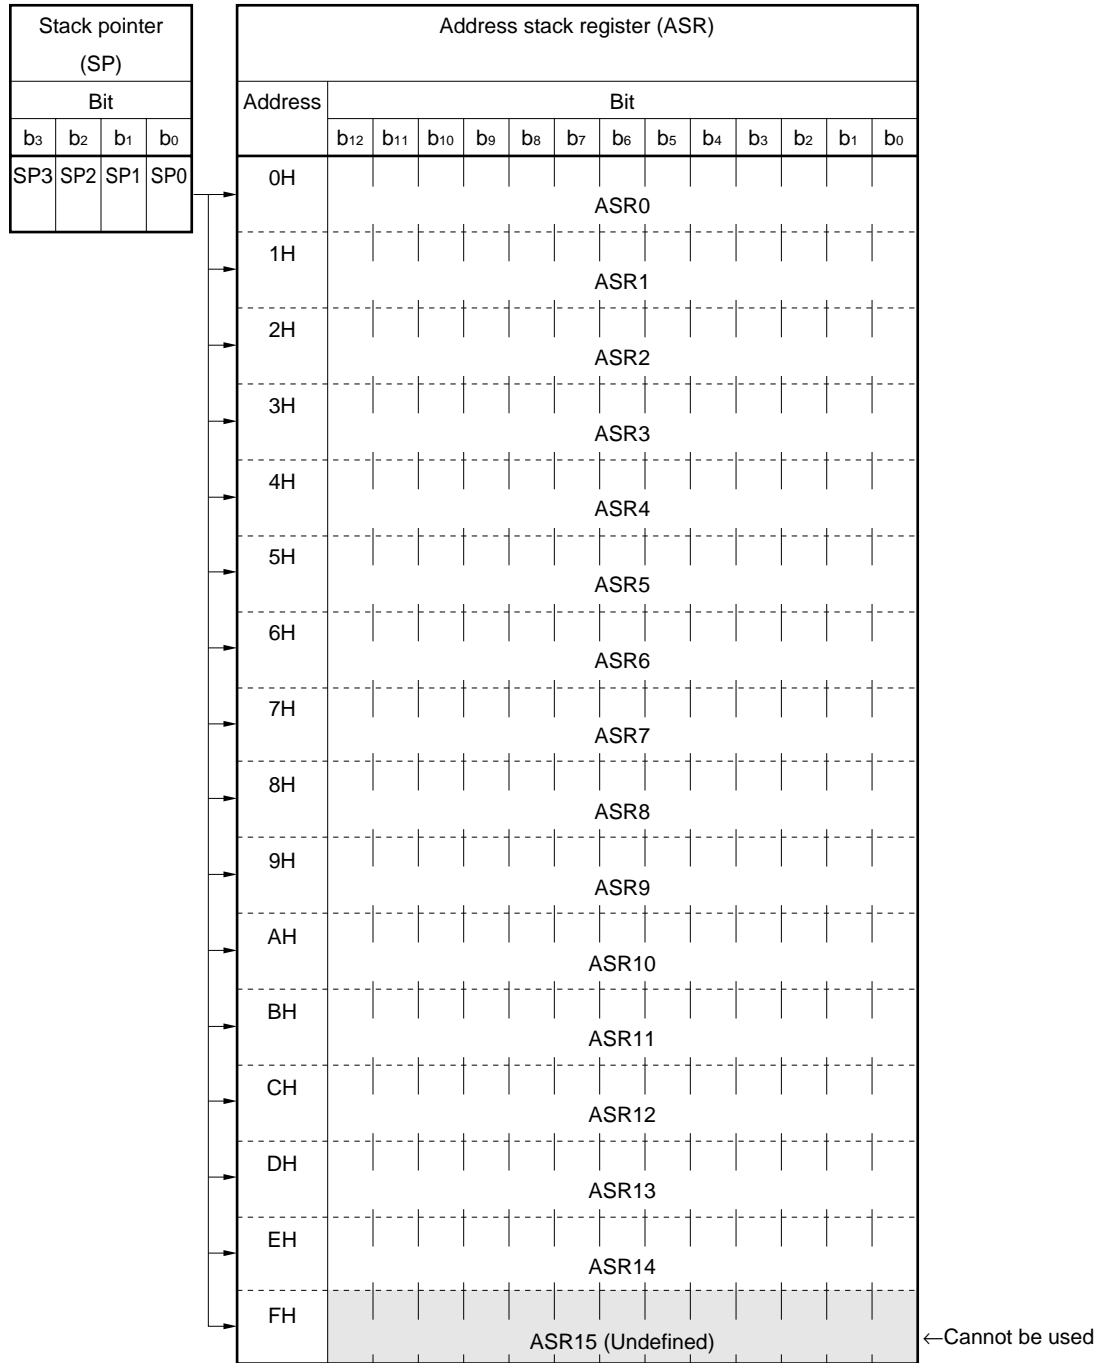 Stack pointer
(SP)
Bit
b3 b2 b1 b0
SP3 SP2 SP1 SP0
Address stack register (ASR)
Address Bit
b12 b11 b10 b9 b8 b7 b6 b5 b4 b3 b2 b1 b0
0H
ASR0
1H
ASR1
2H
ASR2
3H
ASR3
4H
ASR4
5H
ASR5
6H
ASR6
7H
ASR7
8H
ASR8
9H
ASR9
AH
ASR10
BH
ASR11
CH
ASR12
DH
ASR13
EH
ASR14
FH
ASR15 (Undefined) ←Cannot be used